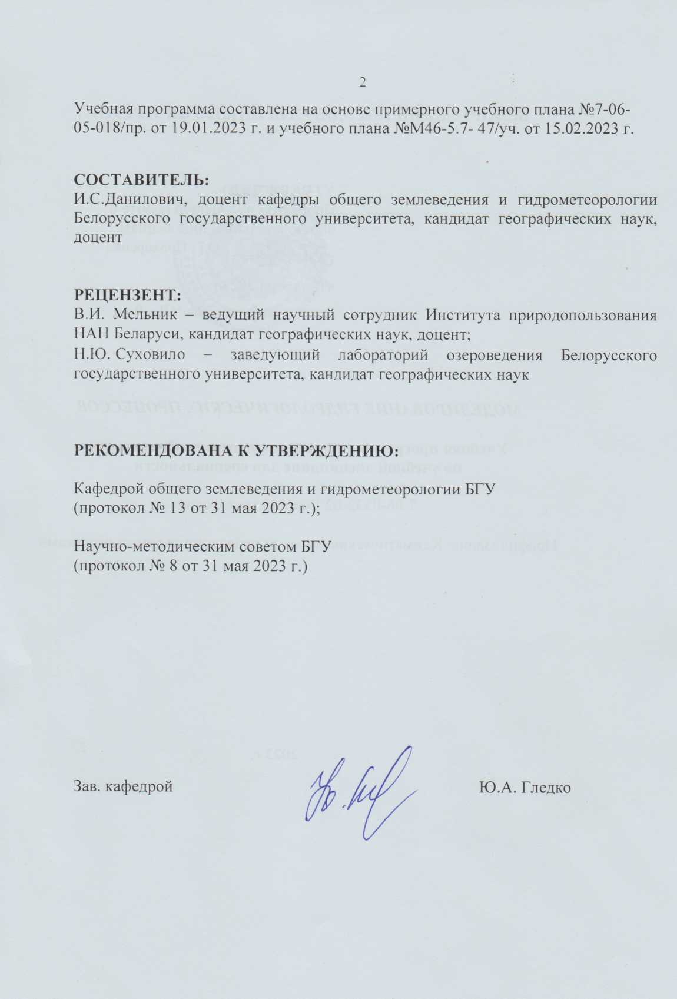 2
Учебная программа составлена на основе примерного учебного плана №7-06-
05-018/пр. от 19.01.2023 г. и учебного плана №М46-5.7- 47/уч. от 15.02.2023 г.
СОСТАВИТЕЛЬ:
И.С.Данилович, доцент кафедры общего землеведения и гидрометеорологии
Белорусского государственного университета, кандидат географических наук,
доцент
РЕЦЕНЗЕНТ:
В.И. Мельник – ведущий научный сотрудник Института природопользования
НАН Беларуси, кандидат географических наук, доцент;
Н.Ю. Суховило – заведующий лабораторий озероведения Белорусского
государственного университета, кандидат географических наук
РЕКОМЕНДОВАНА К УТВЕРЖДЕНИЮ:
Кафедрой общего землеведения и гидрометеорологии БГУ
(протокол № 13 от 31 мая 2023 г.);
Научно-методическим советом БГУ
(протокол № 8 от 31 мая 2023 г.)
Зав. кафедрой Ю.А. Гледко